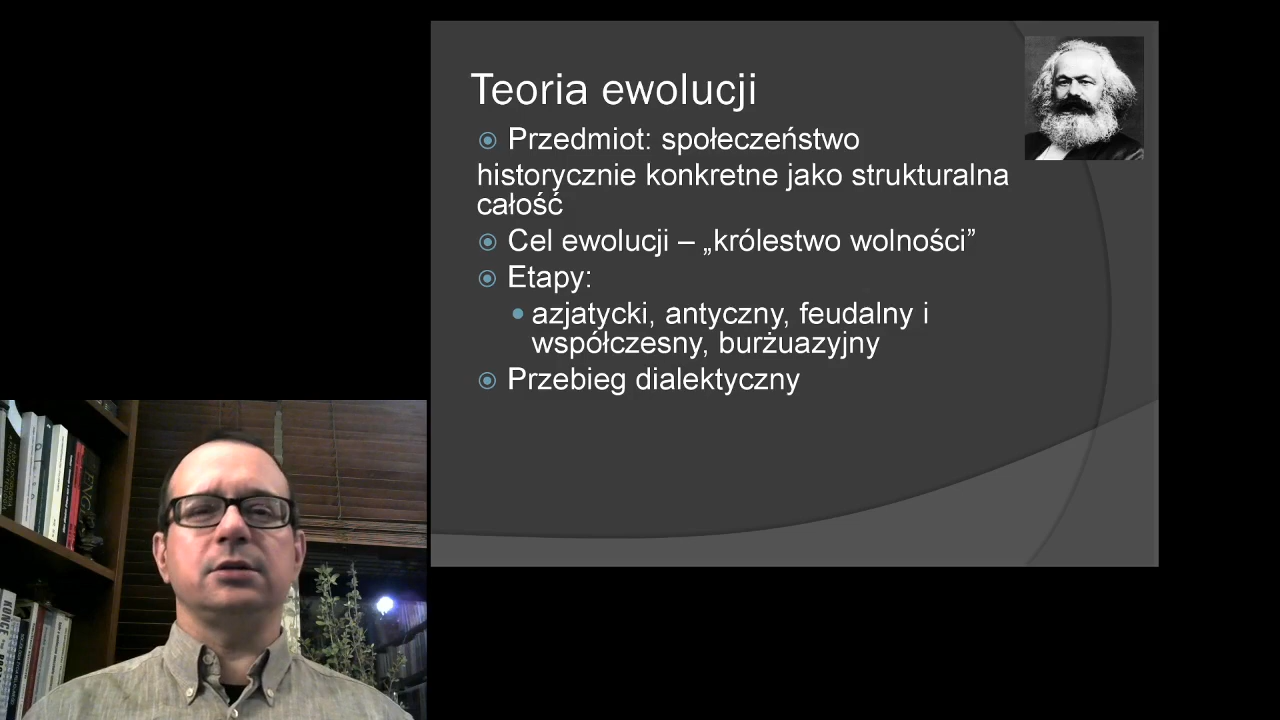 Teoria ewolucji
Przedmiot: społeczeństwo
historycznie konkretne jako strukturalna
całość
Cel ewolucji – „królestwo wolności”
Etapy:
azjatycki, antyczny, feudalny i
współczesny, burżuazyjny
Przebieg dialektyczny